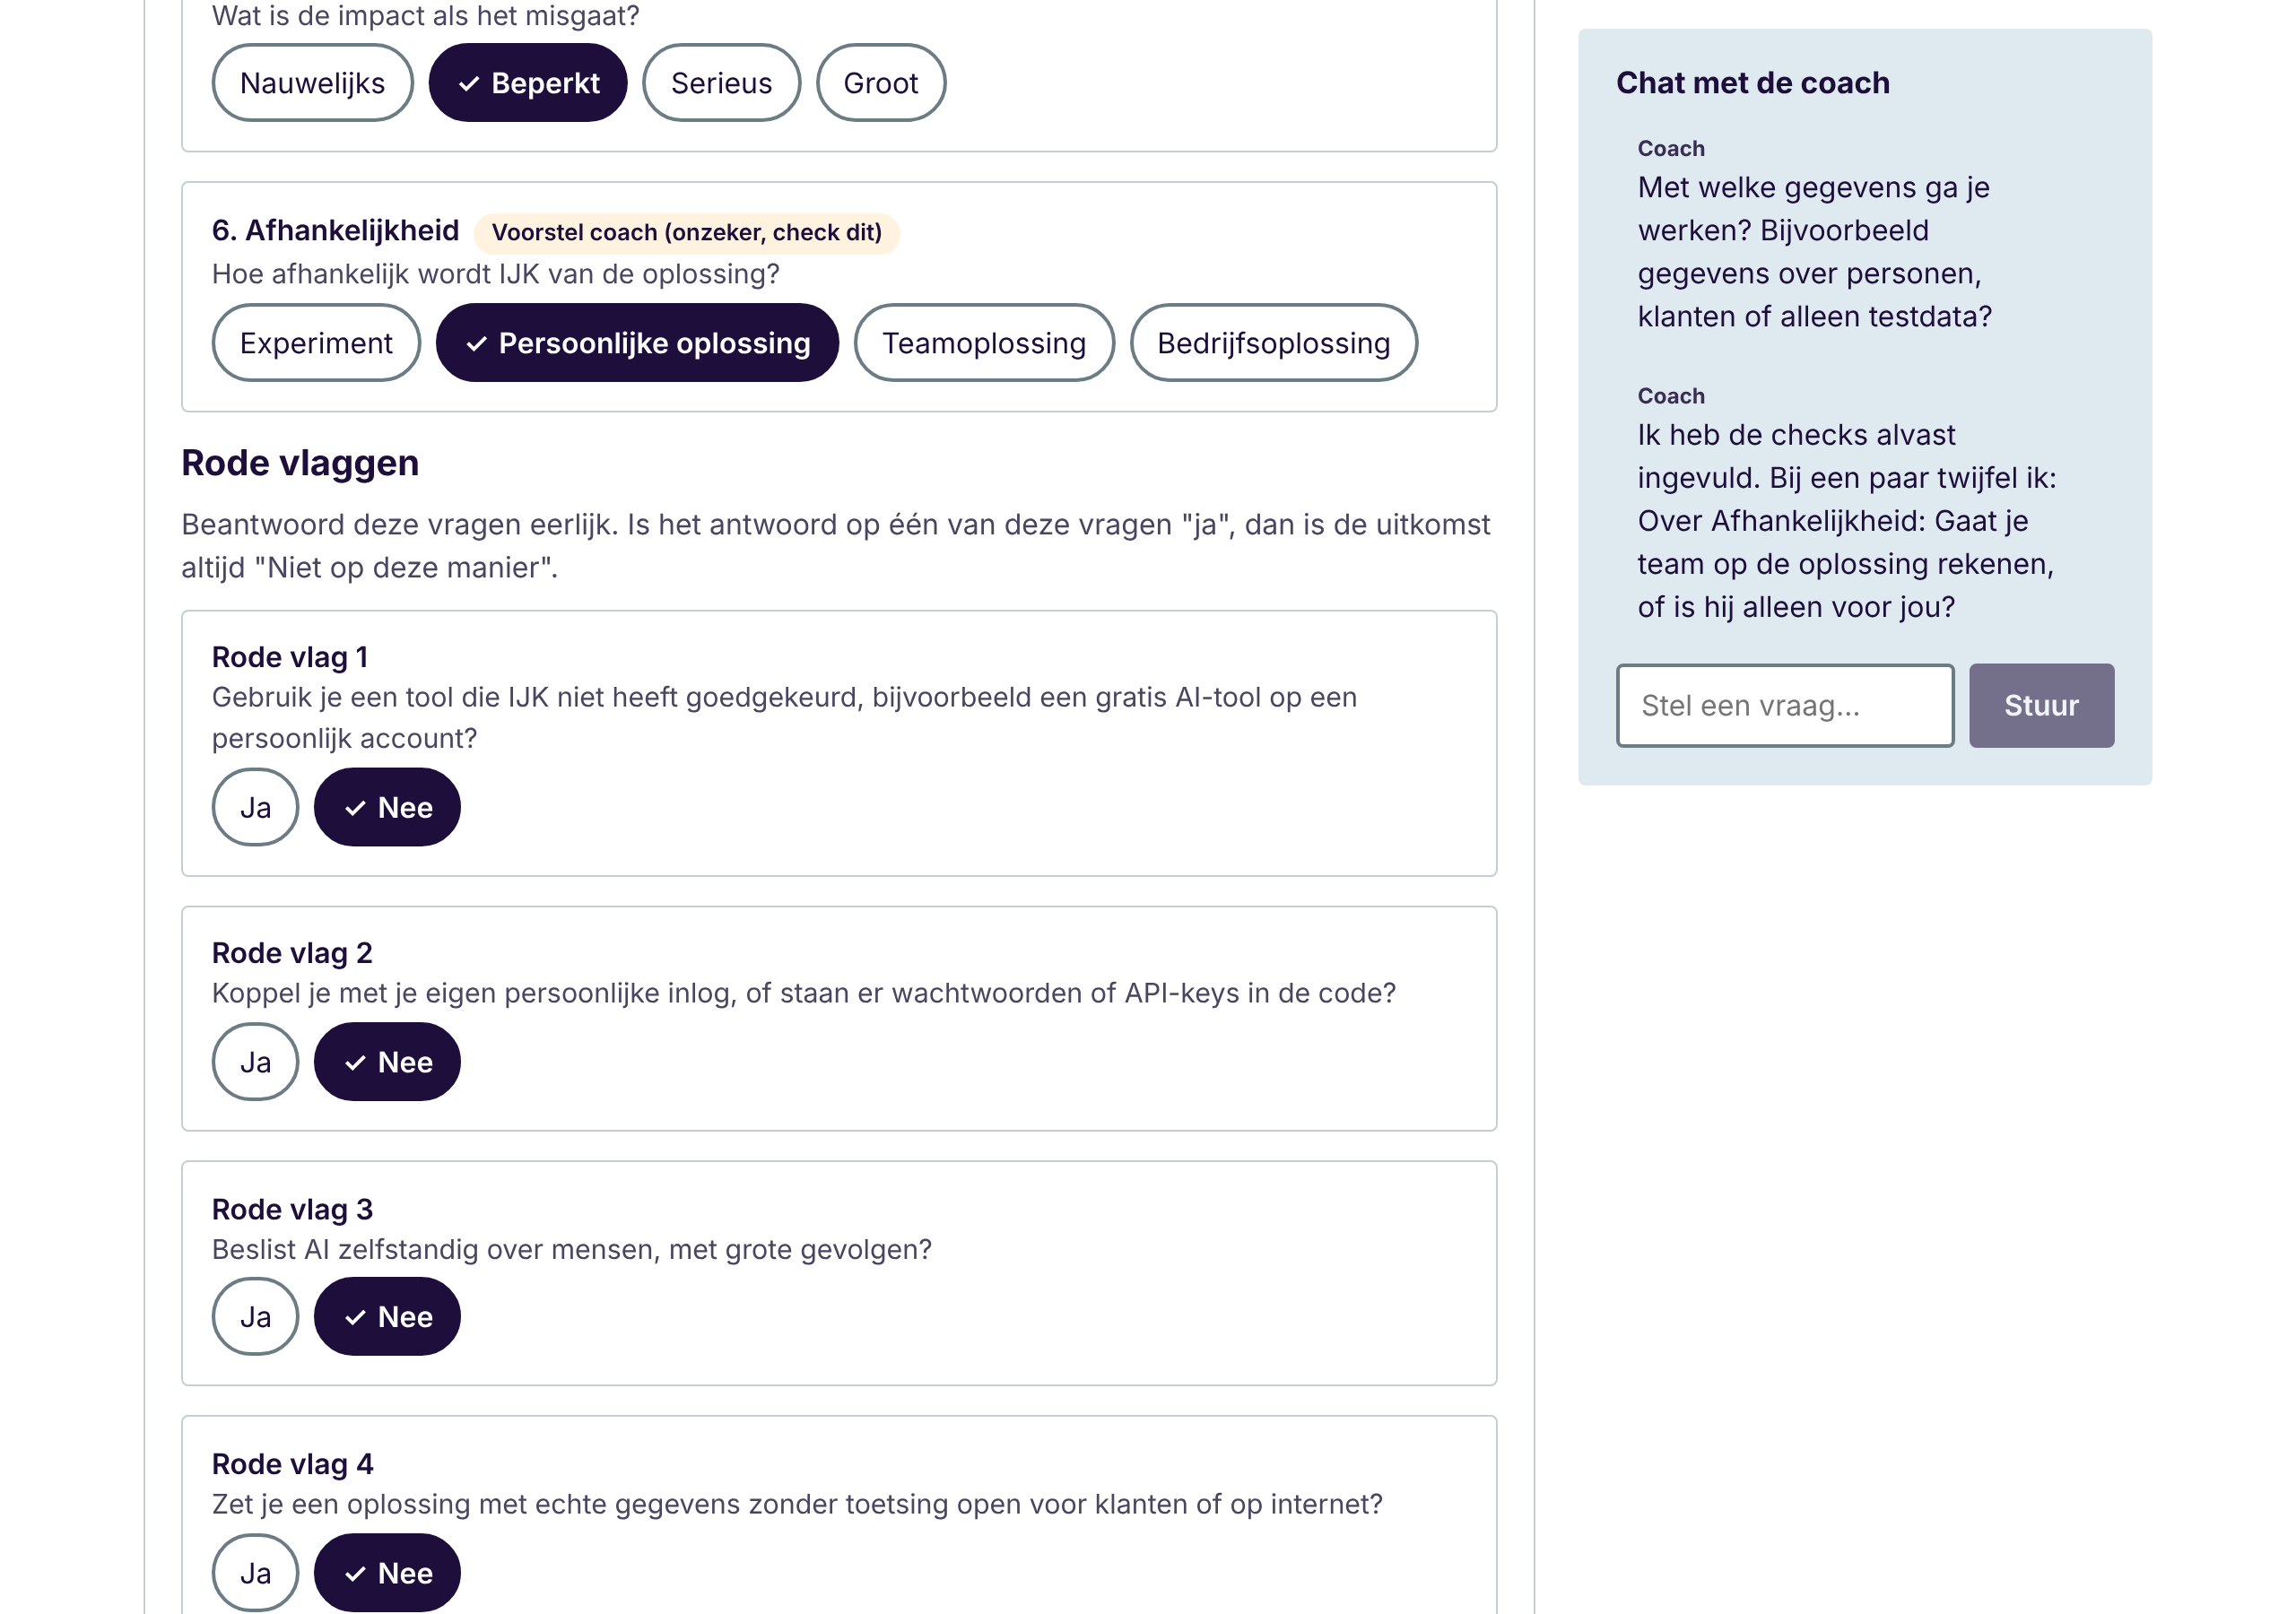 Wat is de impact als het misgaat?
Nauwelijks
Beperkt
Serieus
Groot
6. Afhankelijkheid
Voorstel coach (onzeker, check dit)
Hoe afhankelijk wordt IJK van de oplossing?
Experiment
Persoonlijke oplossing
Teamoplossing
Bedrijfsoplossing
Rode vlaggen
Beantwoord deze vragen eerlijk. Is het antwoord op één van deze vragen "ja", dan is de uitkomst
altijd "Niet op deze manier".
Rode vlag 1
Gebruik je een tool die IJK niet heeft goedgekeurd, bijvoorbeeld een gratis AI-tool op een
persoonlijk account?
Ja
Nee
Rode vlag 2
Koppel je met je eigen persoonlijke inlog, of staan er wachtwoorden of API-keys in de code?
Ja
Nee
Rode vlag 3
Beslist AI zelfstandig over mensen, met grote gevolgen?
Ja
Nee
Rode vlag 4
Zet je een oplossing met echte gegevens zonder toetsing open voor klanten of op internet?
Ja
Nee
Chat met de coach
Coach
Met welke gegevens ga je
werken? Bijvoorbeeld
gegevens over personen,
klanten of alleen testdata?
Coach
Ik heb de checks alvast
ingevuld. Bij een paar twijfel ik:
Over Afhankelijkheid: Gaat je
team op de oplossing rekenen,
of is hij alleen voor jou?
Stel een vraag...
Stuur